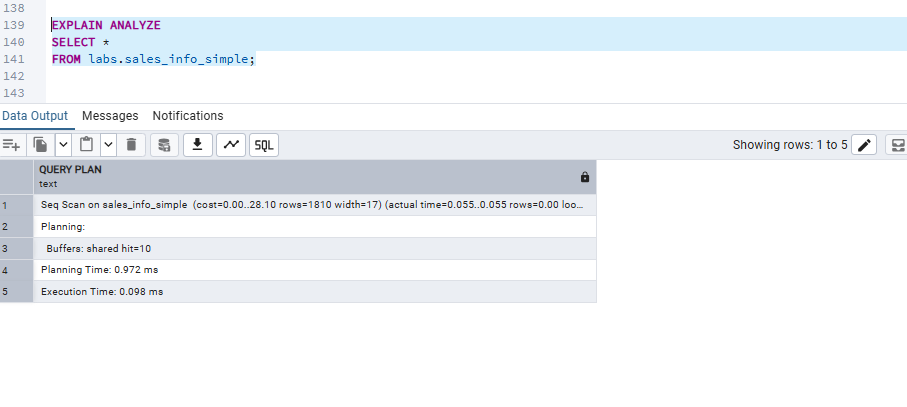 138
139 EXPLAIN ANALYZE
140 SELECT *
141 FROM labs.sales_info_simple;
142
143
Data Output Messages Notifications
SQL Showing rows: 1 to 5
QUERY PLAN
text
1 Seq Scan on sales_info_simple (cost=0.00..28.10 rows=1810 width=17) (actual time=0.055..0.055 rows=0.00 loo...
2 Planning:
3 Buffers: shared hit=10
4 Planning Time: 0.972 ms
5 Execution Time: 0.098 ms